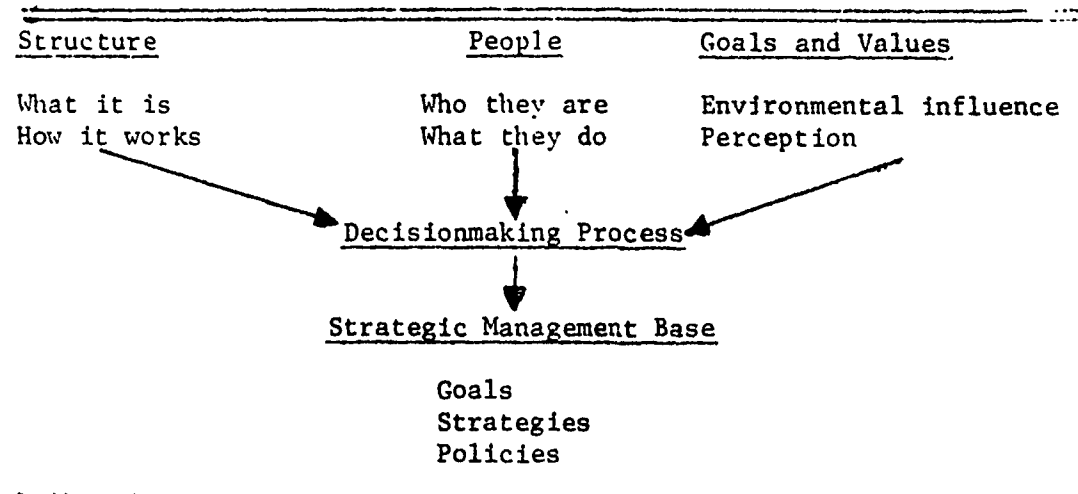 Structure People Goals and Values
What it is Who they are Environmental influence
How it works What they do Perception
Decisionmaking Process
Strategic Management Base
Goals
Strategies
Policies